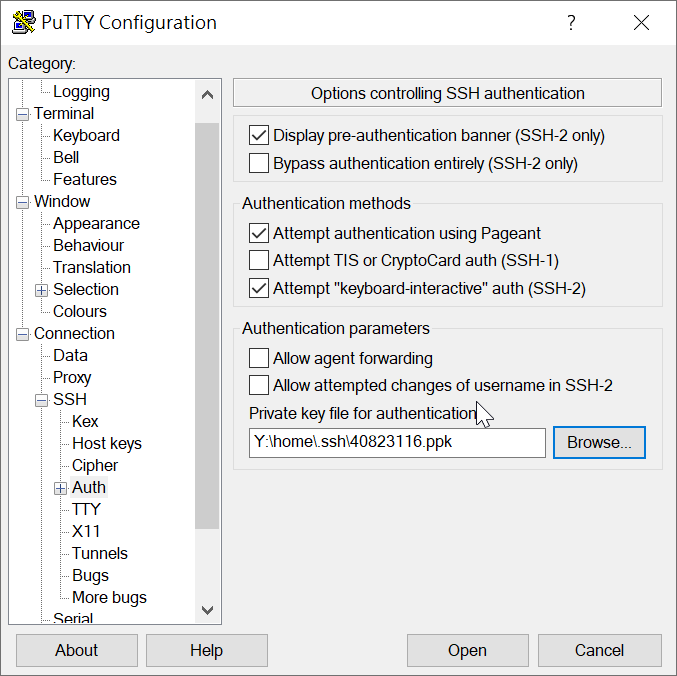 PuTTY Configuration
?
Category:
Logging
Terminal
Keyboard
Bell
Features
Window
Appearance
Behaviour
Translation
Selection
Colours
Connection
Data
Proxy
SSH
Kex
Host keys
Cipher
Auth
TTY
X11
Tunnels
Bugs
More bugs
Serial
Options controlling SSH authentication
Display pre-authentication banner (SSH-2 only)
Bypass authentication entirely (SSH-2 only)
Authentication methods
Attempt authentication using Pageant
Attempt TIS or CryptoCard auth (SSH-1)
Attempt "keyboard-interactive" auth (SSH-2)
Authentication parameters
Allow agent forwarding
Allow attempted changes of username in SSH-2
Private key file for authentication
Y:\home\.ssh\40823116.ppk
Browse...
About
Help
Open
Cancel